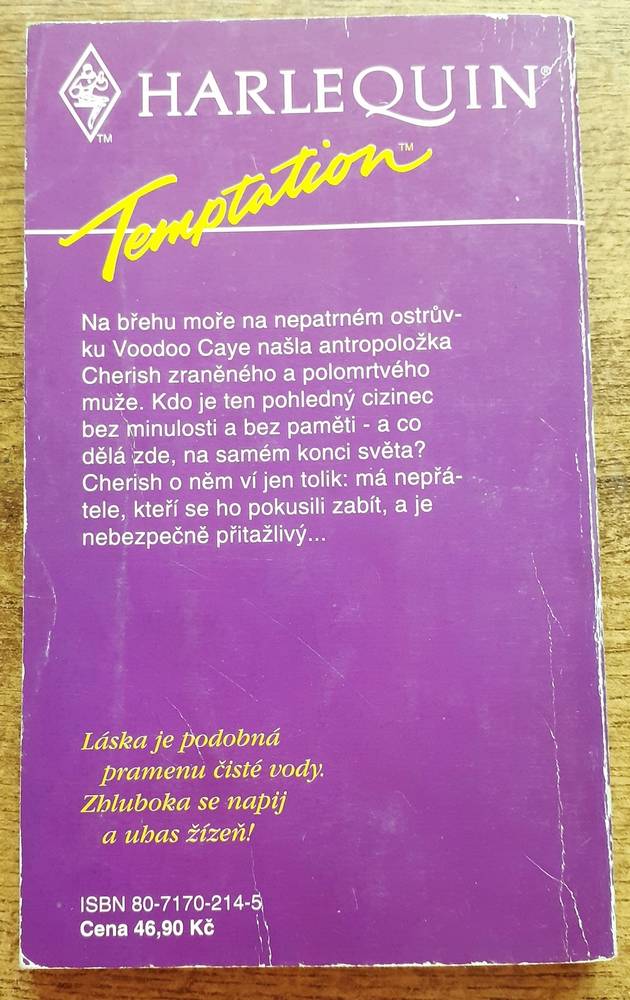 HARLEQUIN®
TM
Temptation™
Na břehu moře na nepatrném ostrův-
ku Voodoo Caye našla antropoložka
Cherish zraněného a polomrtvého
muže. Kdo je ten pohledný cizinec
bez minulosti a bez paměti - a co
dělá zde, na samém konci světa?
Cherish o něm ví jen tolik: má nepřá-
tele, kteří se ho pokusili zabít, a je
nebezpečně přitažlivý...
Láska je podobná
pramenu čisté vody.
Zhluboka se napij
a uhas žízeň!
ISBN 80-7170-214-5
Cena 46,90 Kč